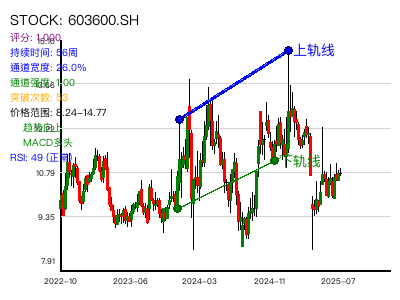 STOCK: 603600.SH
评分: 1.000
持续时间: 56周
通道宽度: 26.0%
通道强度: 1.00
突破次数: 53
价格范围: 8.24-14.77
趋势向上
MACD多头
RSI: 49 (正常)
上轨线
下轨线
10.79
9.35
7.91
2022-10
2023-06
2024-03
2024-11
2025-07